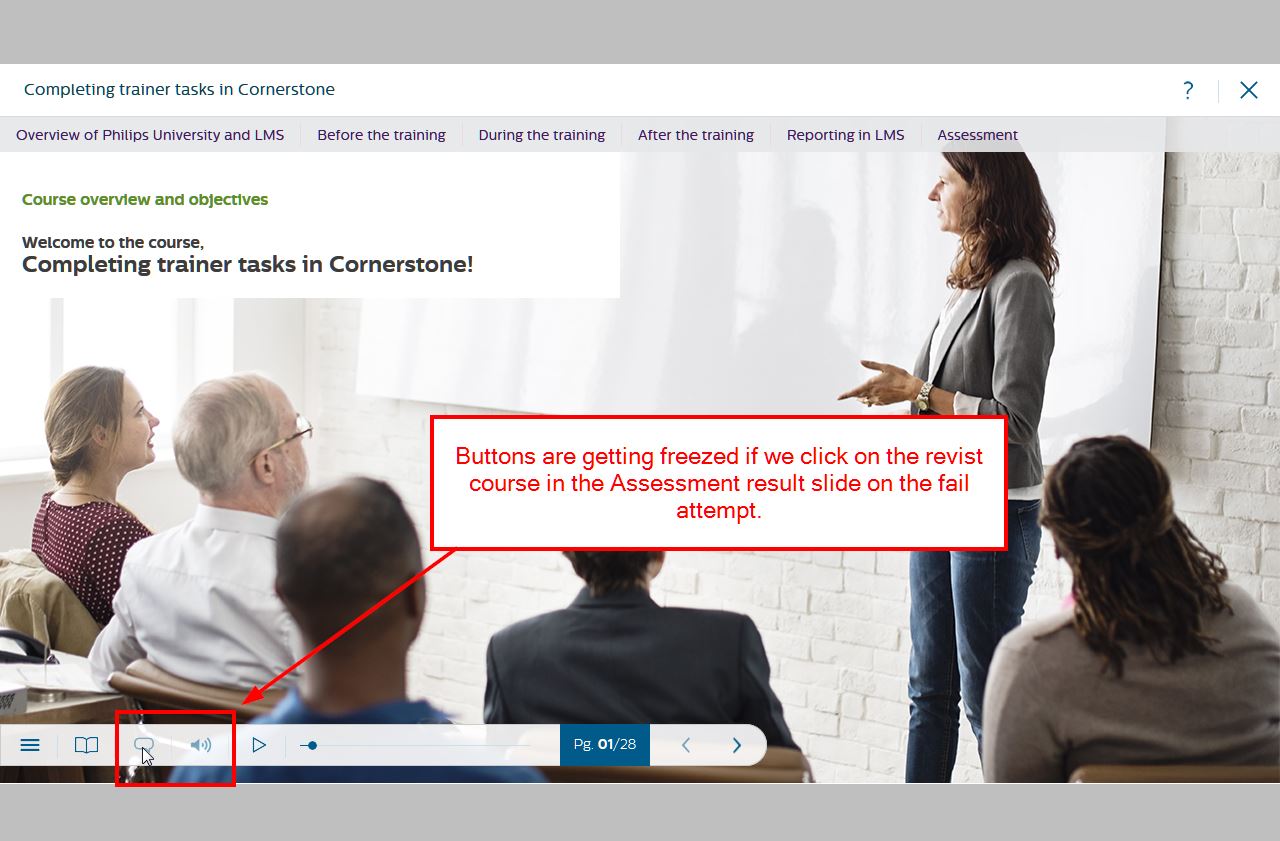 Completing trainer tasks in Cornerstone
?
Overview of Philips University and LMS
Before the training
During the training
After the training
Reporting in LMS
Assessment
Course overview and objectives
Welcome to the course,
Completing trainer tasks in Cornerstone!
Buttons are getting freezed if we click on the revist
course in the Assessment result slide on the fail
attempt.
Pg. 01/28